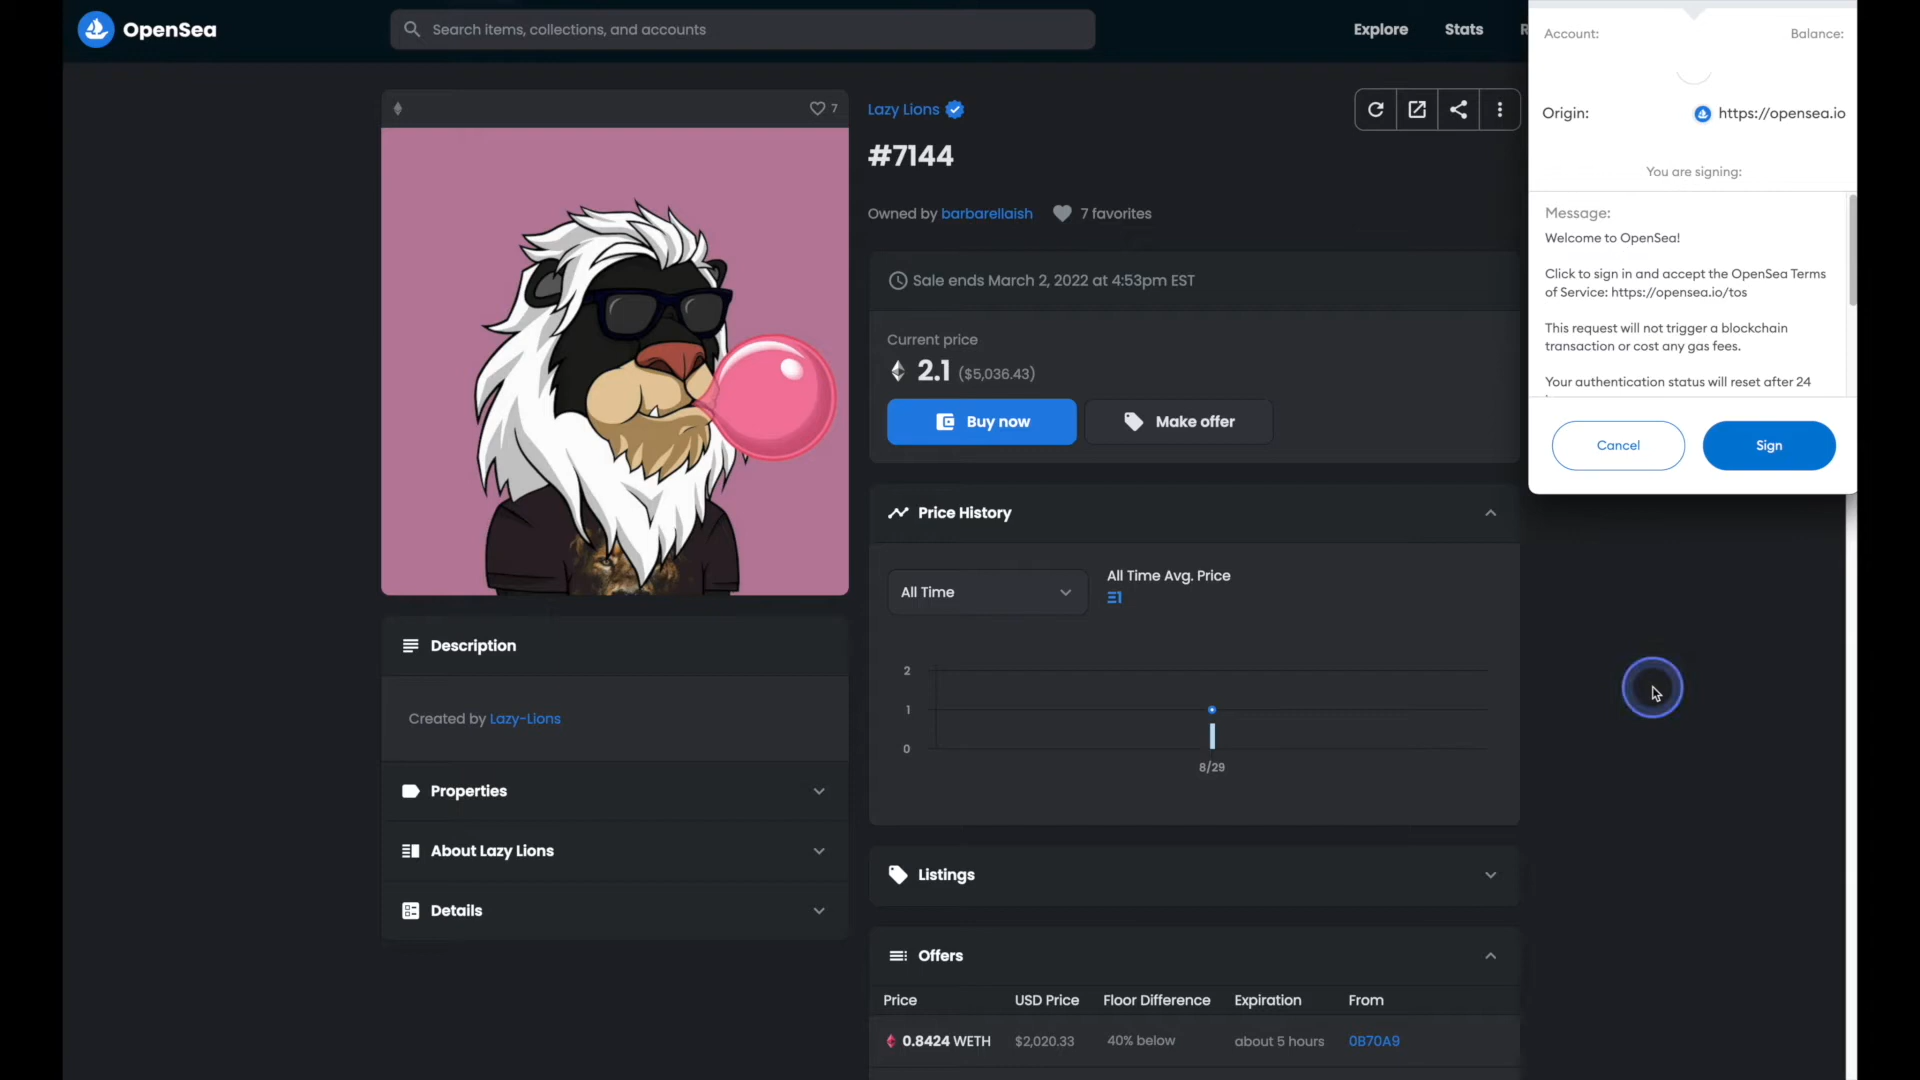 OpenSea
Search items, collections, and accounts
Explore
Stats
R
Account:
Balance:
Origin:
https://opensea.io
You are signing:
Message:
Welcome to OpenSea!
Click to sign in and accept the OpenSea Terms
of Service: https://opensea.io/tos
This request will not trigger a blockchain
transaction or cost any gas fees.
Your authentication status will reset after 24
Cancel
Sign
7
Lazy Lions
#7144
Owned by barbarellaish
7 favorites
Sale ends March 2, 2022 at 4:53pm EST
Current price
2.1 ($5,036.43)
Buy now
Make offer
Price History
All Time
All Time Avg. Price
Ξ1
2
1
0
8/29
Description
Created by Lazy-Lions
Properties
About Lazy Lions
Details
Listings
Offers
Price
USD Price
Floor Difference
Expiration
From
0.8424 WETH
$2,020.33
40% below
about 5 hours
0B70A9